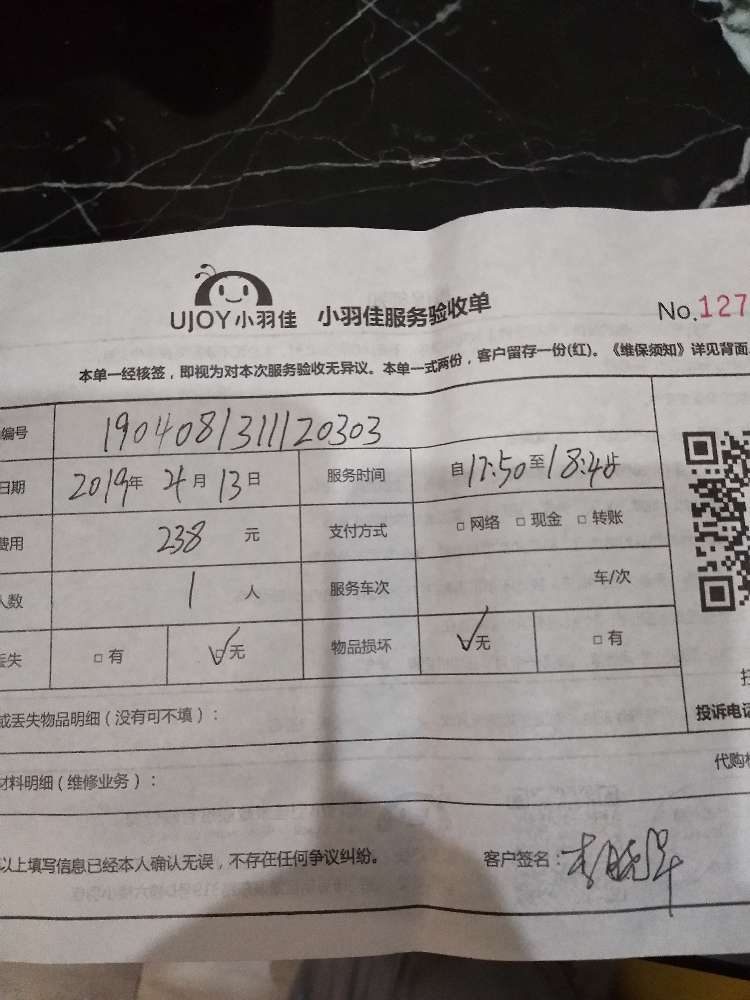 UJOY小羽佳 小羽佳服务验收单 No.127
本单一经核签，即视为对本次服务验收无异议。本单一式两份，客户留存一份(红)。《维保须知》详见背面
编号 1904081311120303
日期 2019年 4月 13日 服务时间 自17:50至18:48止
费用 238 元 支付方式 □网络 □现金 □转账
人数 1 人 服务车次 车/次
丢失 □有 □无 物品损坏 无 □有
或丢失物品明细（没有可不填）： 投诉电话
材料明细（维修业务）： 代购
以上填写信息已经本人确认无误，不存在任何争议纠纷。 客户签名：